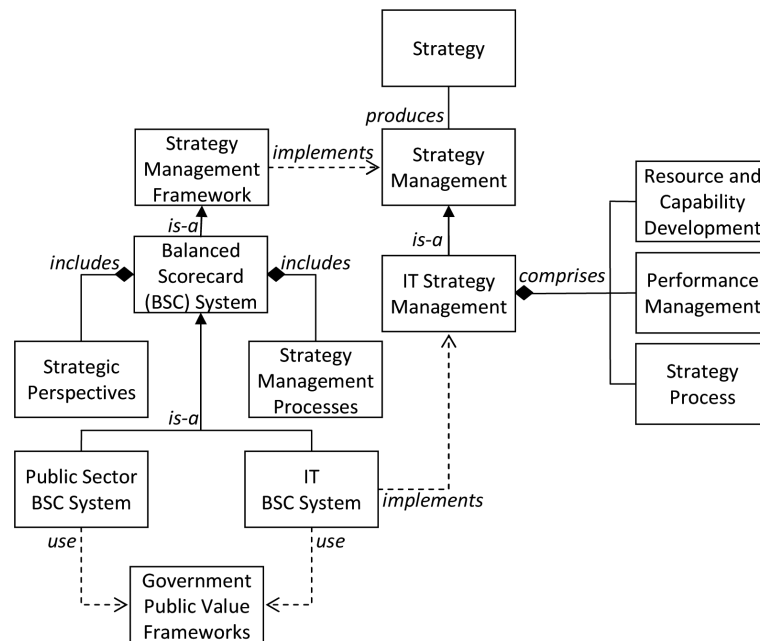 Strategy
produces
Strategy
Management
Framework
implements
Strategy
Management
Resource and
Capability
Development
is-a
is-a
includes
Balanced
Scorecard
(BSC) System
includes
IT Strategy
Management
comprises
Performance
Management
Strategic
Perspectives
Strategy
Management
Processes
Strategy
Process
is-a
Public Sector
BSC System
IT
BSC System
implements
use
use
Government
Public Value
Frameworks